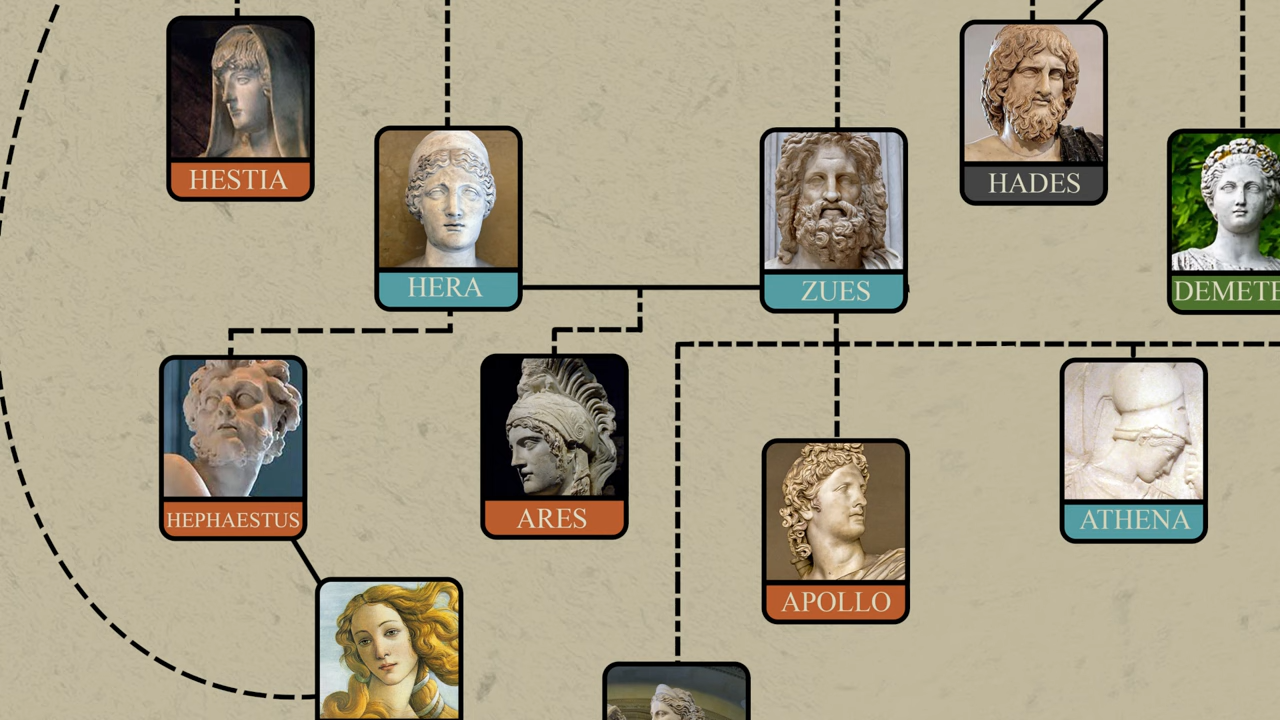 HESTIA
HERA
ZUES
HADES
DEMETE
HEPHAESTUS
ARES
APOLLO
ATHENA